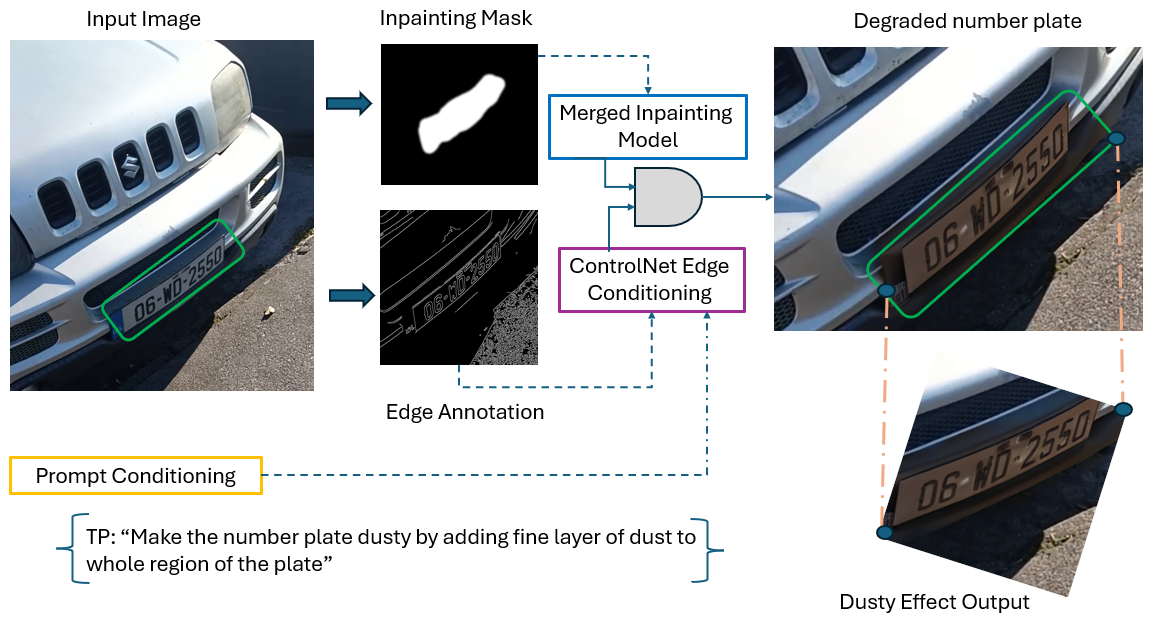 Input Image
Inpainting Mask
Degraded number plate
Merged Inpainting
Model
06-WD-2550
06-WD-2550
06-WD-2550
ControlNet Edge
Conditioning
Edge Annotation
06-WD-2550
Prompt Conditioning
TP: “Make the number plate dusty by adding fine layer of dust to
whole region of the plate”
Dusty Effect Output